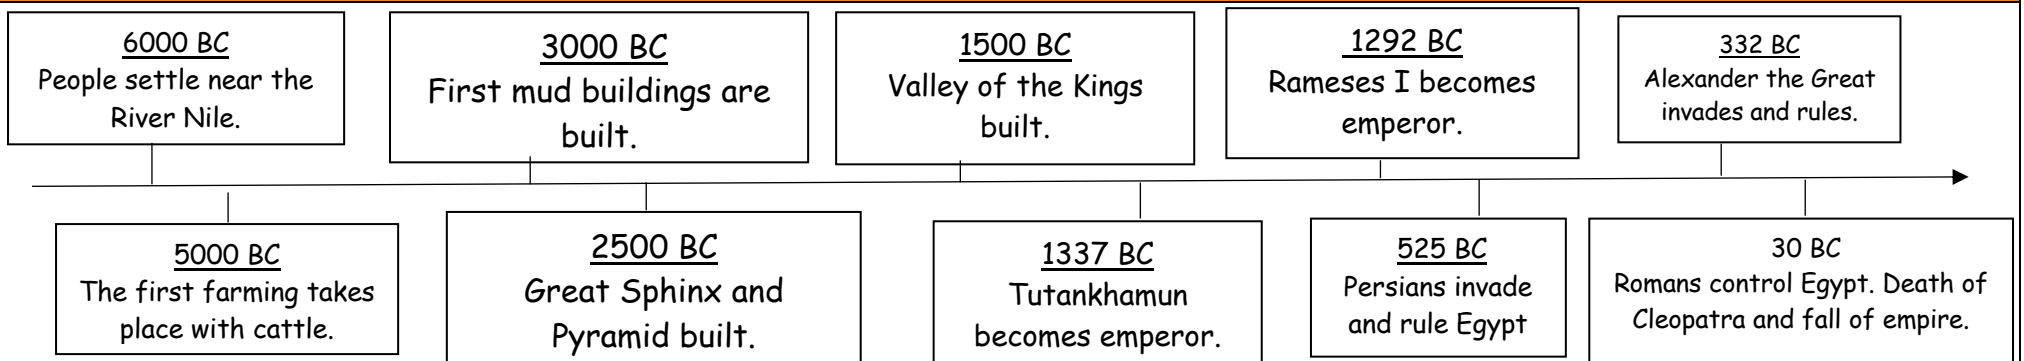 6000 BC
People settle near the
River Nile.
3000 BC
First mud buildings are
built.
1500 BC
Valley of the Kings
built.
1292 BC
Rameses I becomes
emperor.
332 BC
Alexander the Great
invades and rules.
5000 BC
The first farming takes
place with cattle.
2500 BC
Great Sphinx and
Pyramid built.
1337 BC
Tutankhamun
becomes emperor.
525 BC
Persians invade
and rule Egypt
30 BC
Romans control Egypt. Death of
Cleopatra and fall of empire.